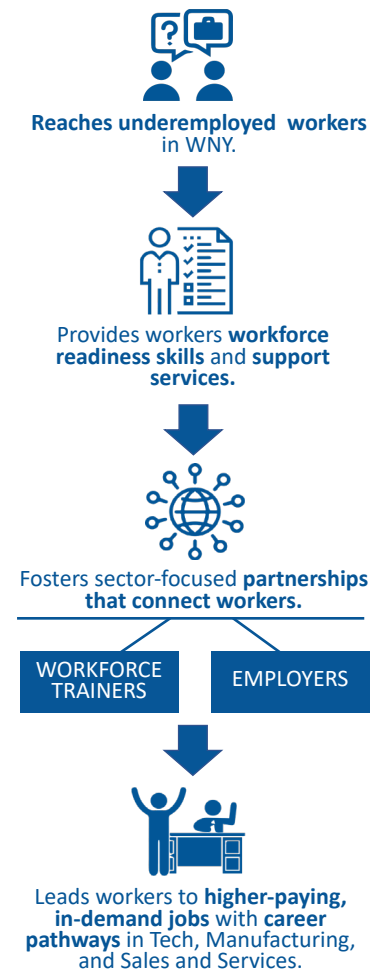 ?
Reaches underemployed workers
in WNY.
Provides workers workforce
readiness skills and support
services.
Fosters sector-focused partnerships
that connect workers.
WORKFORCE
TRAINERS
EMPLOYERS
Leads workers to higher-paying,
in-demand jobs with career
pathways in Tech, Manufacturing,
and Sales and Services.